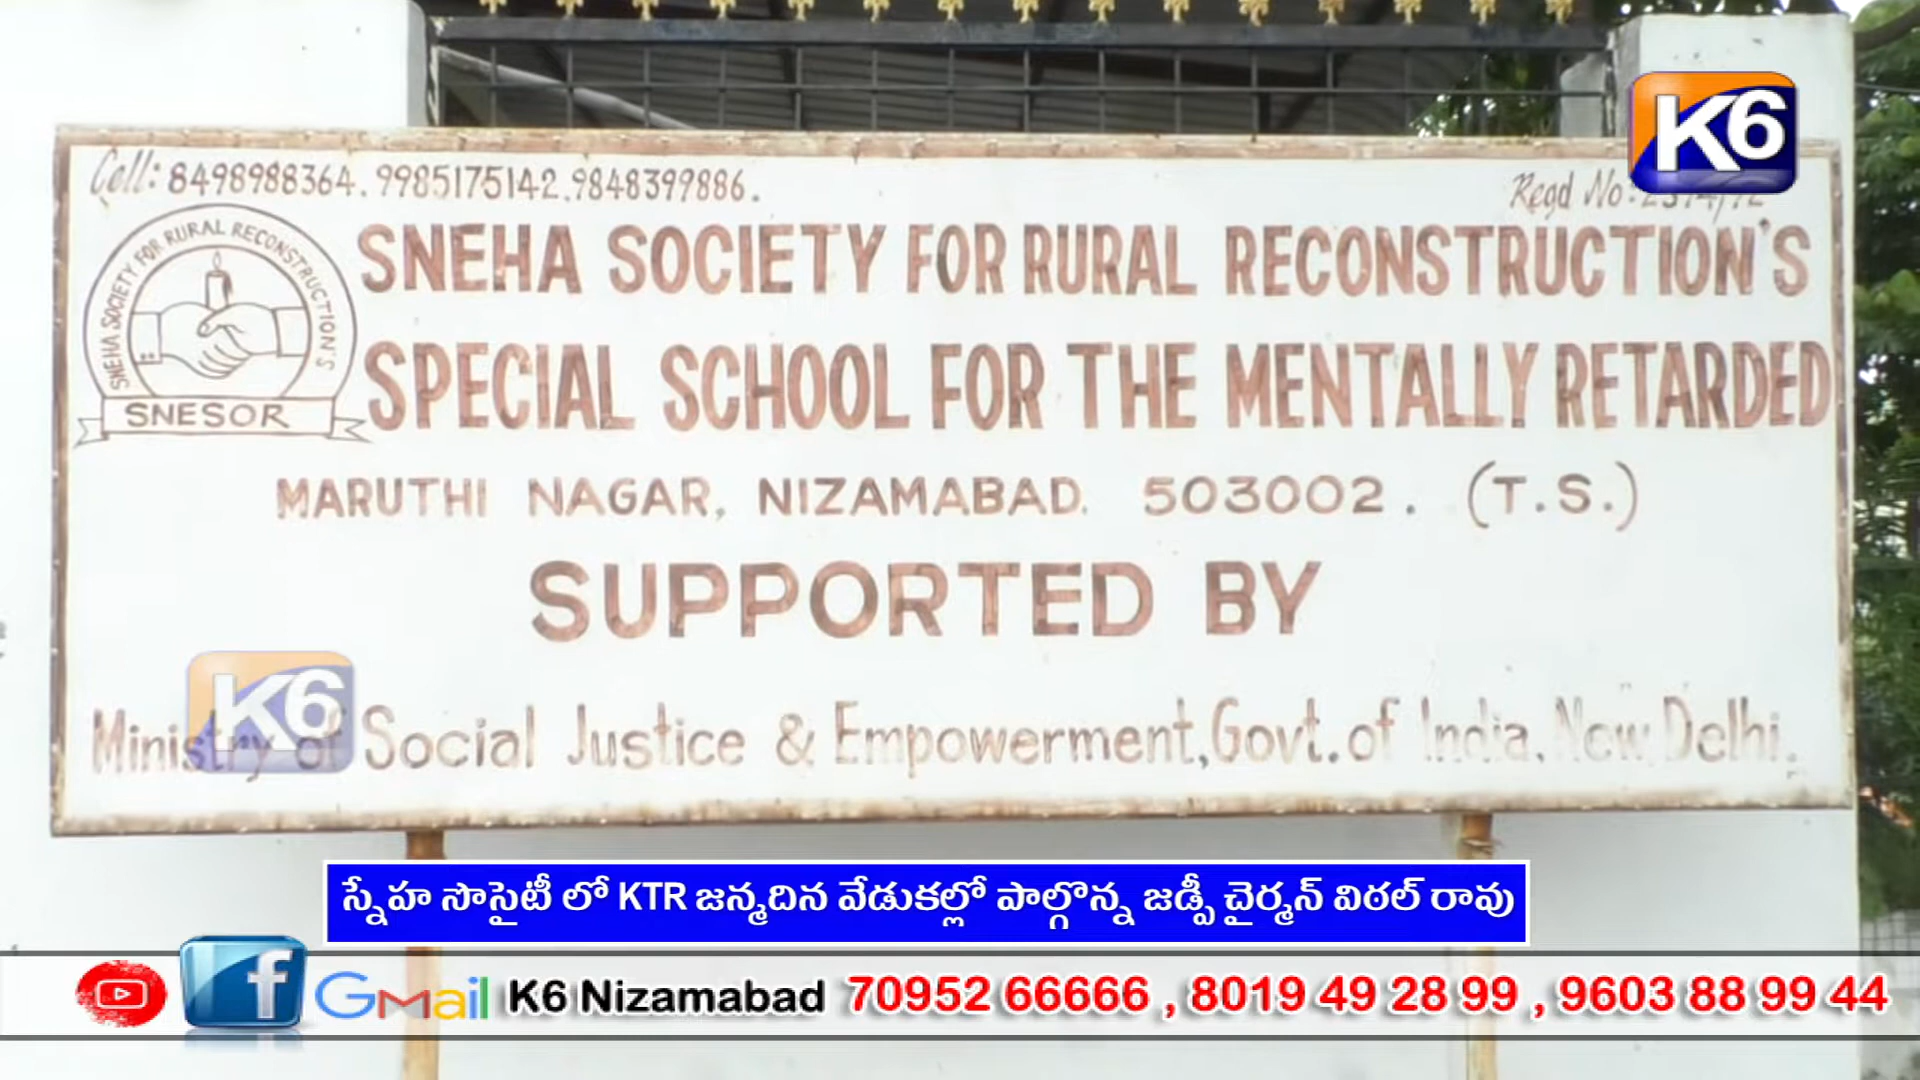 K6
Cell: 8498988364. 9985175142.9848399886.
Regd No:
SNEHA SOCIETY FOR RURAL RECONSTRUCTION'S
SNEHA SOCIETY FOR RURAL RECONSTRUCTION'S
SPECIAL SCHOOL FOR THE MENTALLY RETARDED
SNESOR
MARUTHI NAGAR, NIZAMABAD. 503002. (T.S.)
SUPPORTED BY
K6
Ministry of Social Justice & Empowerment, Govt. of India, New Delhi.
స్నేహ సొసైటీ లో KTR జన్మదిన వేడుకల్లో పాల్గొన్న జడ్పీ చైర్మన్ విఠల్ రావు
f Gmail K6 Nizamabad 70952 66666 , 8019 49 28 99 , 9603 88 99 44